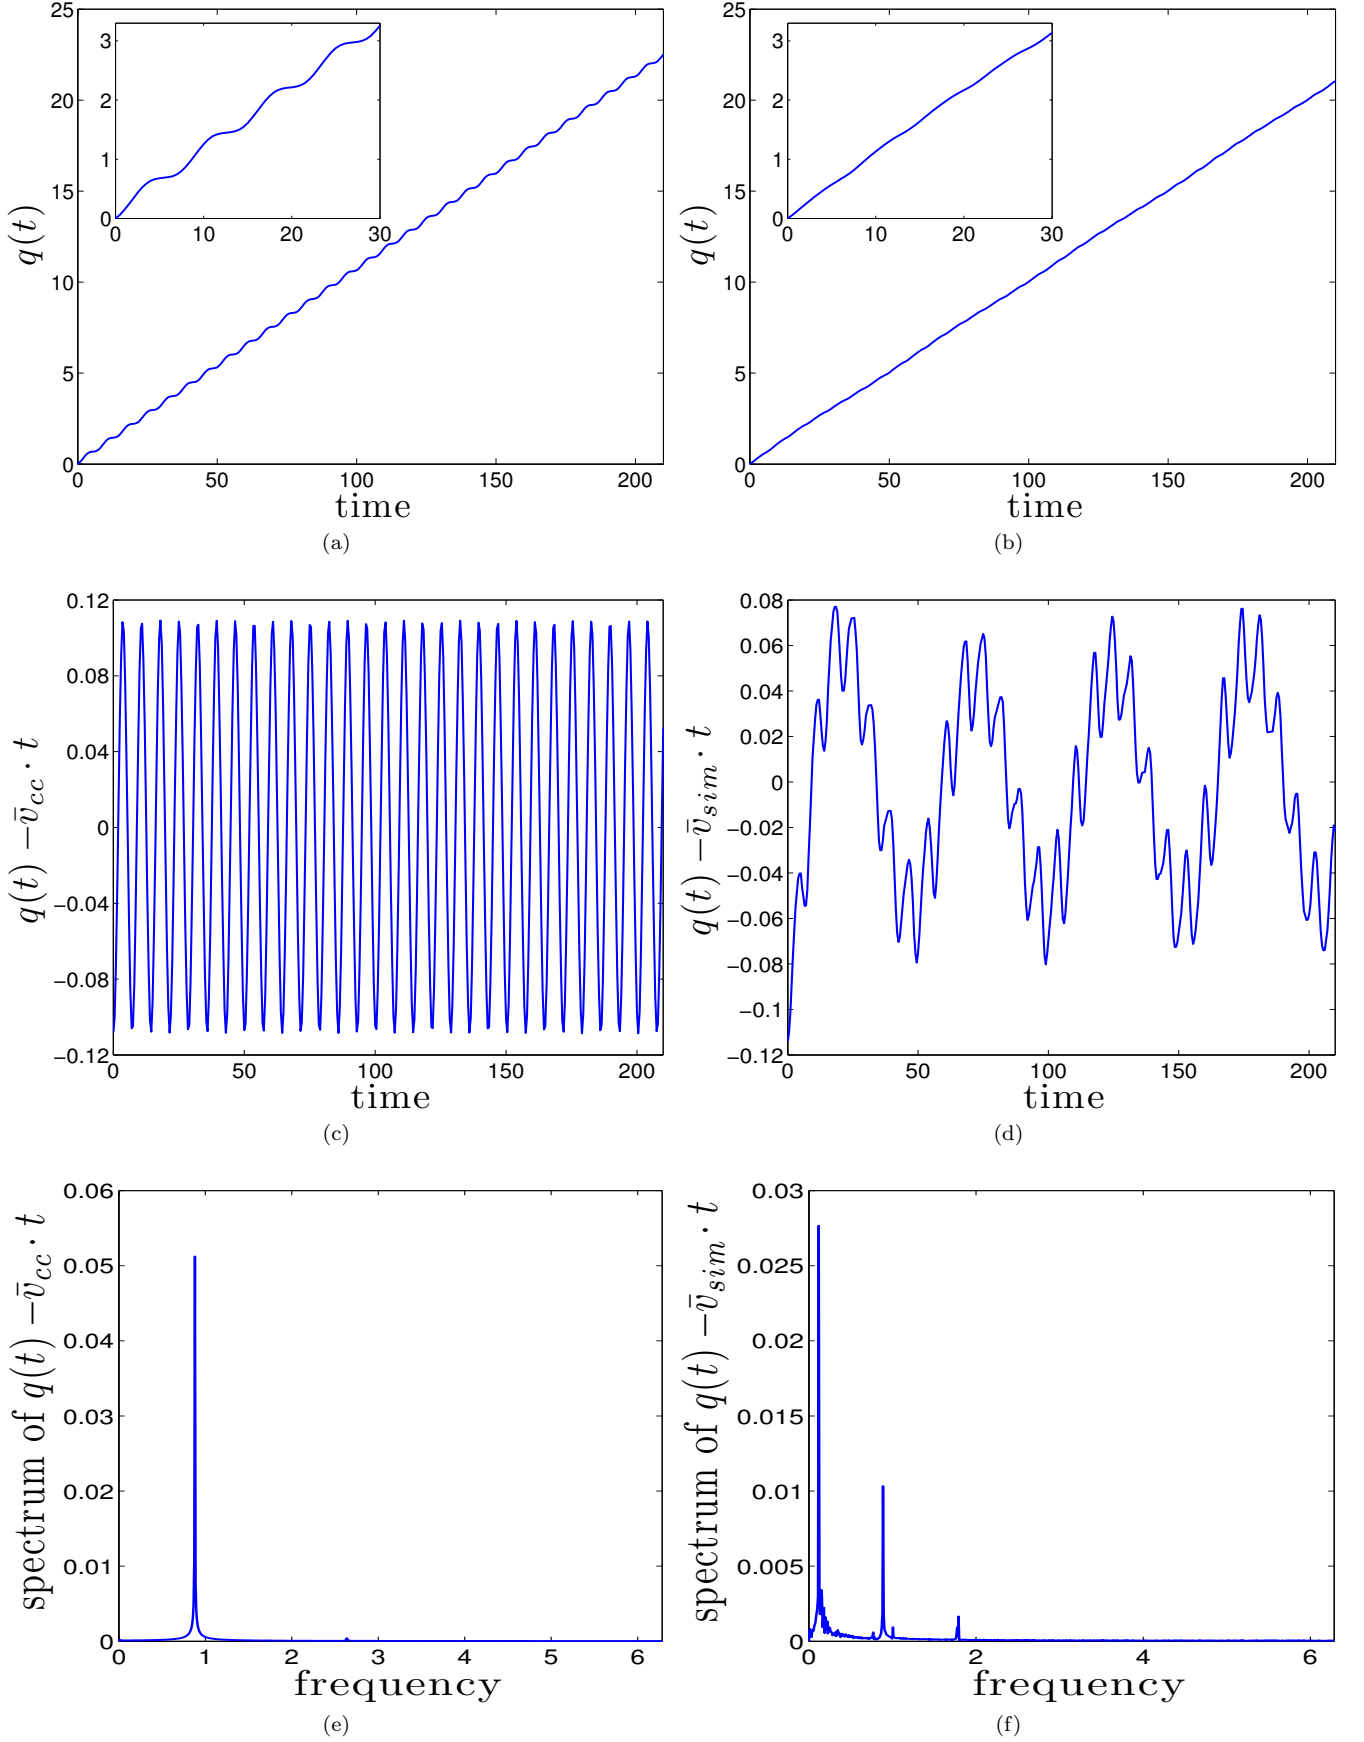 25
20
15
10
5
0
0 50 100 150 200
3
2
1
0
0 10 20 30
q(t)
time
(a)
25
20
15
10
5
0
0 50 100 150 200
3
2
1
0
0 10 20 30
q(t)
time
(b)
0.12
0.08
0.04
0
−0.04
−0.08
−0.12
0 50 100 150 200
q(t) − v̄cc · t
time
(c)
0.08
0.06
0.04
0.02
0
−0.02
−0.04
−0.06
−0.08
−0.1
−0.12
0 50 100 150 200
q(t) − v̄sim · t
time
(d)
0.06
0.05
0.04
0.03
0.02
0.01
0
0 1 2 3 4 5 6
spectrum of q(t) − v̄cc · t
frequency
(e)
0.03
0.025
0.02
0.015
0.01
0.005
0
0 2 4 6
spectrum of q(t) − v̄sim · t
frequency
(f)